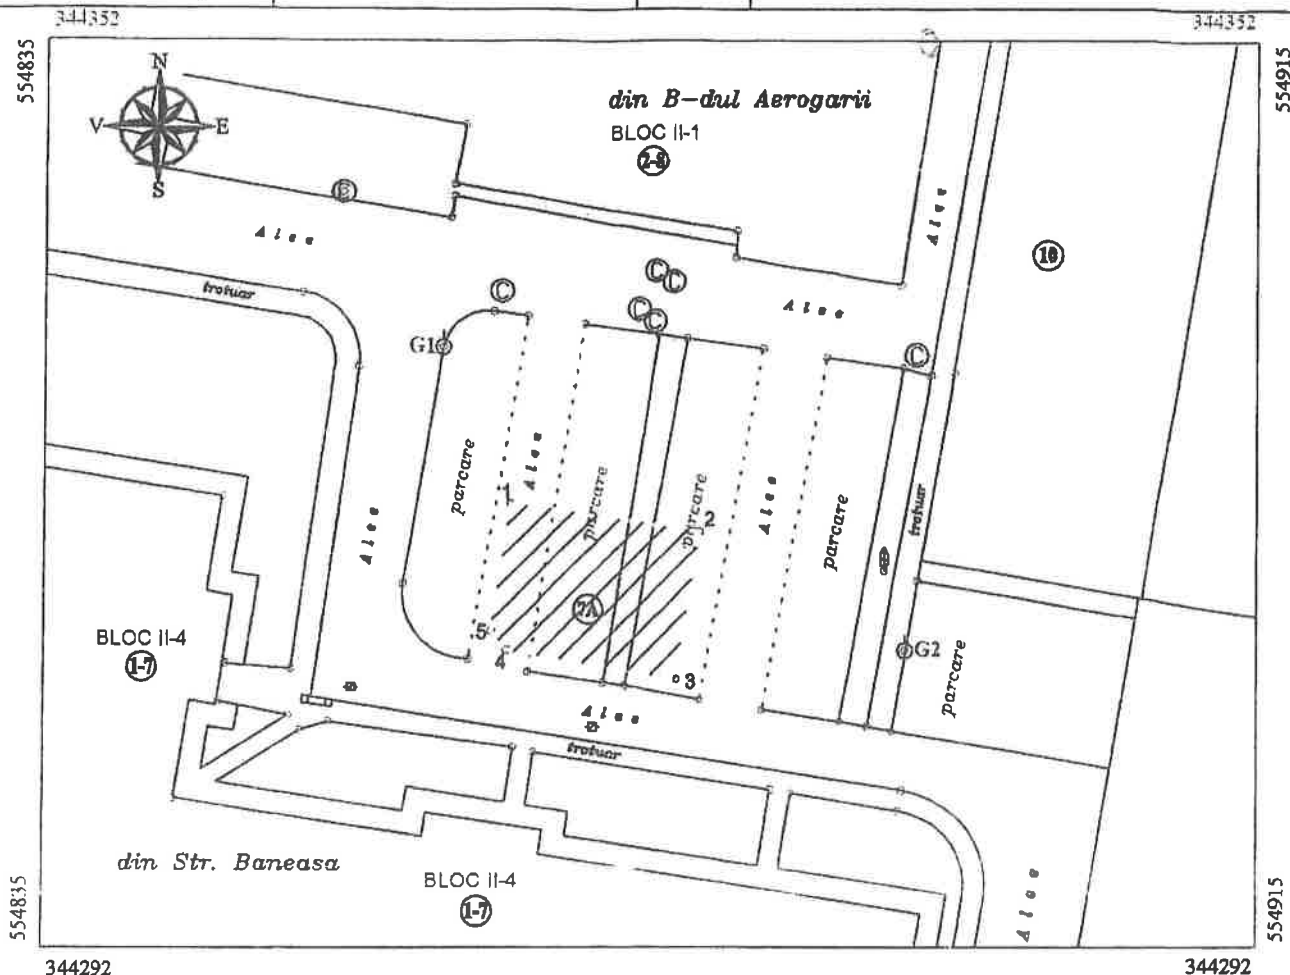 344352
344352
554835
554915
N
V
E
S
din B-dul Aerogarii
BLOC II-1
2-8
E
Alee
Alee
10
C
C
C
Alee
C
C
trotuar
C
G1
parcare
Alee
parcare
parcare
Alee
parcare
trotuar
1
2
Alee
7A
5
4
3
G2
parcare
BLOC II-4
1-7
Alee
trotuar
din Str. Baneasa
BLOC II-4
1-7
Alee
554835
554915
344292
344292